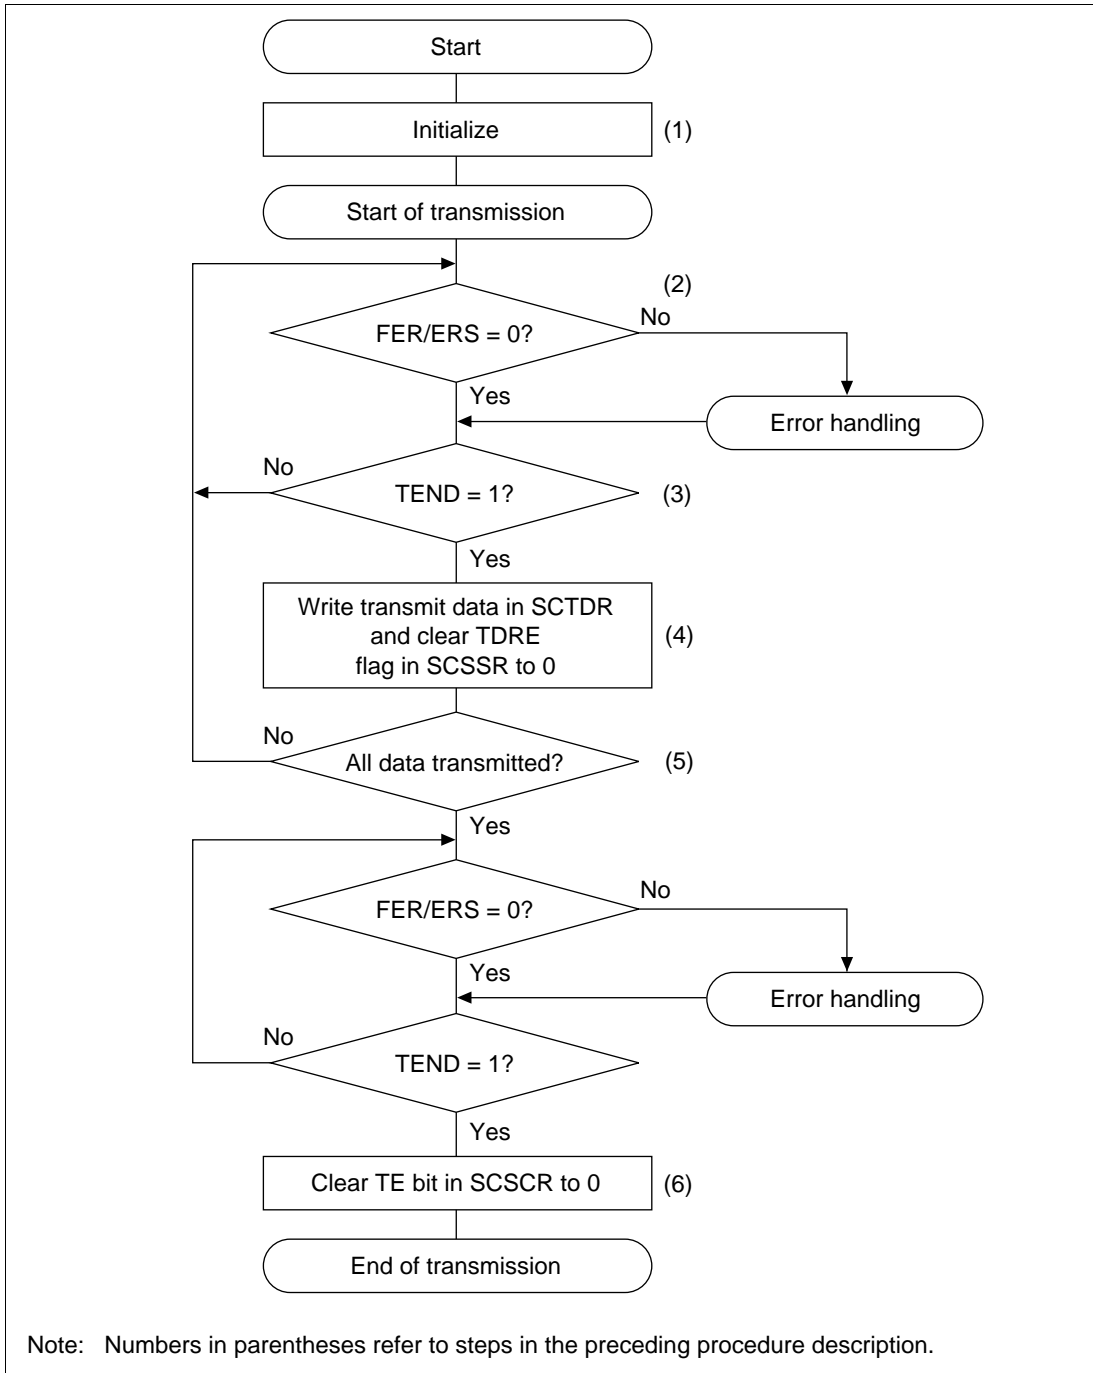 Start
Initialize
(1)
Start of transmission
(2)
FER/ERS = 0?
No
Yes
Error handling
No
TEND = 1?
(3)
Yes
Write transmit data in SCTDR
and clear TDRE
flag in SCSSR to 0
(4)
No
All data transmitted?
(5)
Yes
FER/ERS = 0?
No
Yes
Error handling
No
TEND = 1?
Yes
Clear TE bit in SCSCR to 0
(6)
End of transmission
Note: Numbers in parentheses refer to steps in the preceding procedure description.